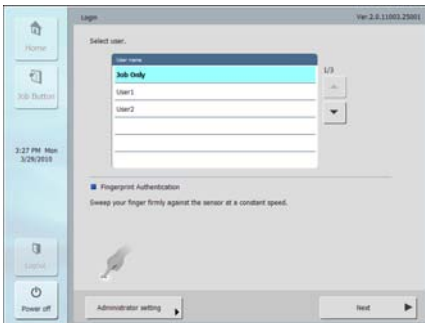 Login
Ver.2.0.11003.25001
Home
Job Button
3:27 PM Mon
3/29/2010
Logout
Power off
Select user.
User name
Job Only
User1
User2
1/3
Fingerprint Authentication
Sweep your finger firmly against the sensor at a constant speed.
Administrator setting
Next